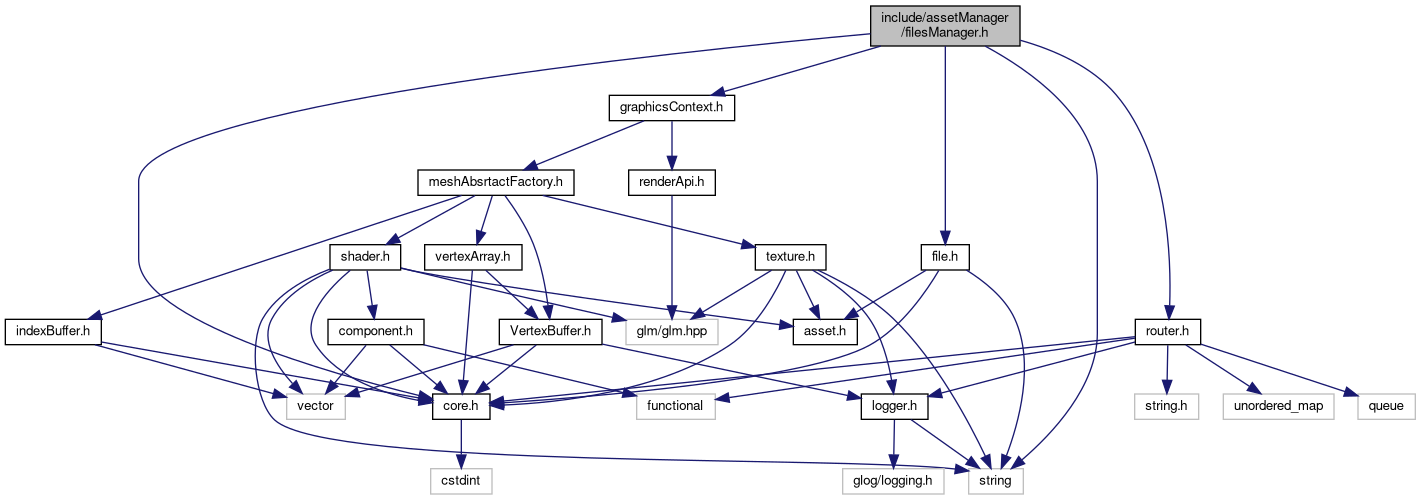 include/assetManager
/filesManager.h
graphicsContext.h
meshAbsrtactFactory.h
renderApi.h
shader.h
vertexArray.h
texture.h
file.h
indexBuffer.h
component.h
VertexBuffer.h
glm/glm.hpp
asset.h
router.h
vector
core.h
functional
logger.h
string.h
unordered_map
queue
cstdint
glog/logging.h
string